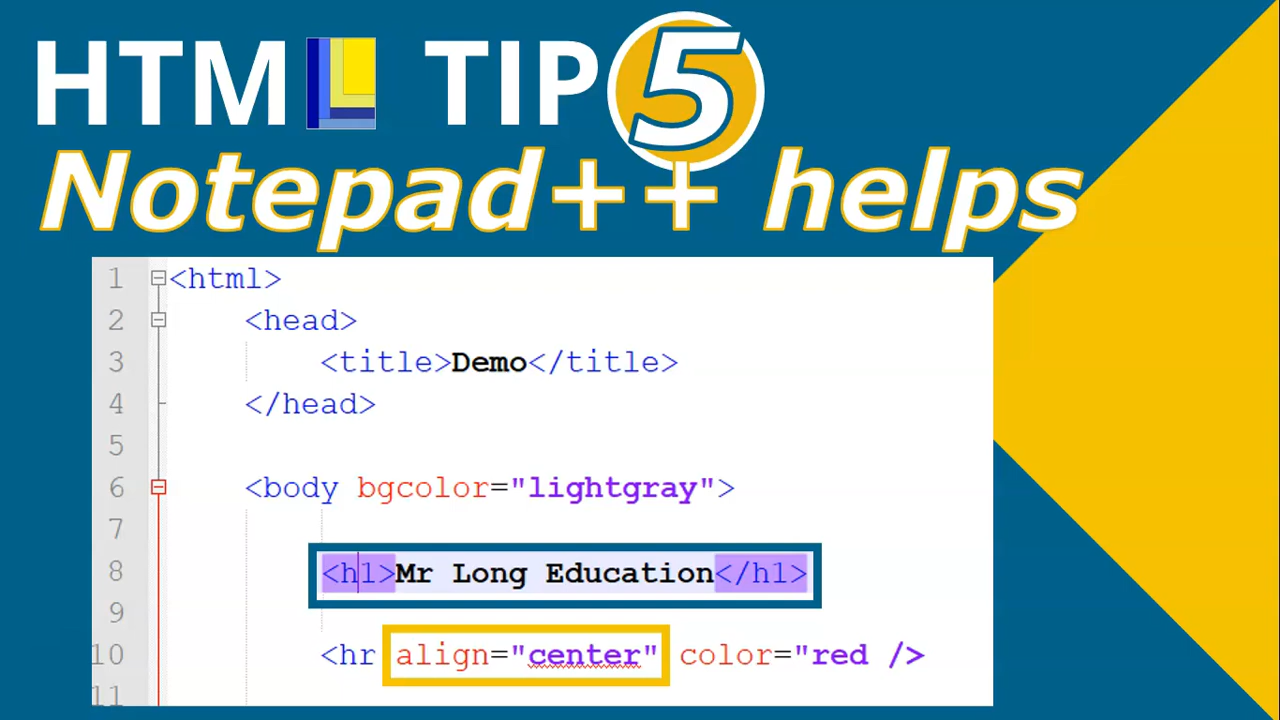 HTML TIP 5
Notepad++ helps
1 <html>
2 <head>
3 <title>Demo</title>
4 </head>
5
6 <body bgcolor="lightgray">
7
8 <h1>Mr Long Education</h1>
9
10 <hr align="center" color="red />
11